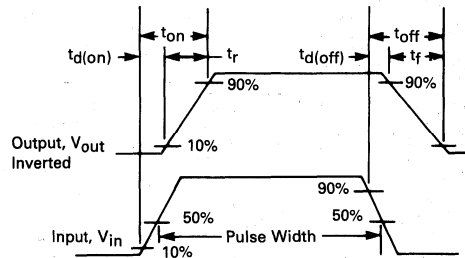 ton
toff
td(on)
tr
td(off)
tf
90%
90%
Output, Vout
Inverted
10%
90%
50%
50%
Input, Vin
Pulse Width
10%